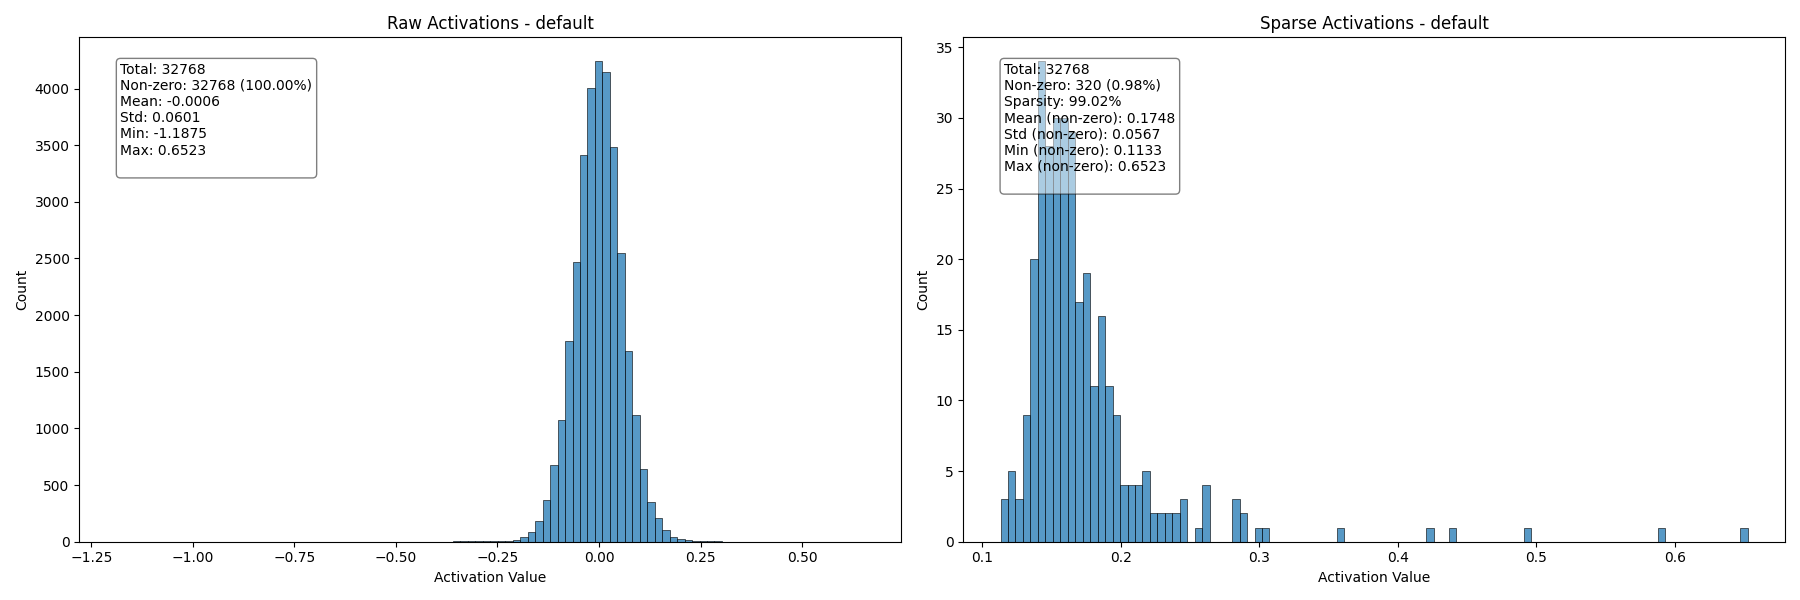 Raw Activations - default
Total: 32768
Non-zero: 32768 (100.00%)
Mean: -0.0006
Std: 0.0601
Min: -1.1875
Max: 0.6523
4000
3500
3000
2500
2000
1500
1000
500
0
Count
−1.25
−1.00
−0.75
−0.50
−0.25
0.00
0.25
0.50
Activation Value
Sparse Activations - default
Total: 32768
Non-zero: 320 (0.98%)
Sparsity: 99.02%
Mean (non-zero): 0.1748
Std (non-zero): 0.0567
Min (non-zero): 0.1133
Max (non-zero): 0.6523
35
30
25
20
15
10
5
0
Count
0.1
0.2
0.3
0.4
0.5
0.6
Activation Value